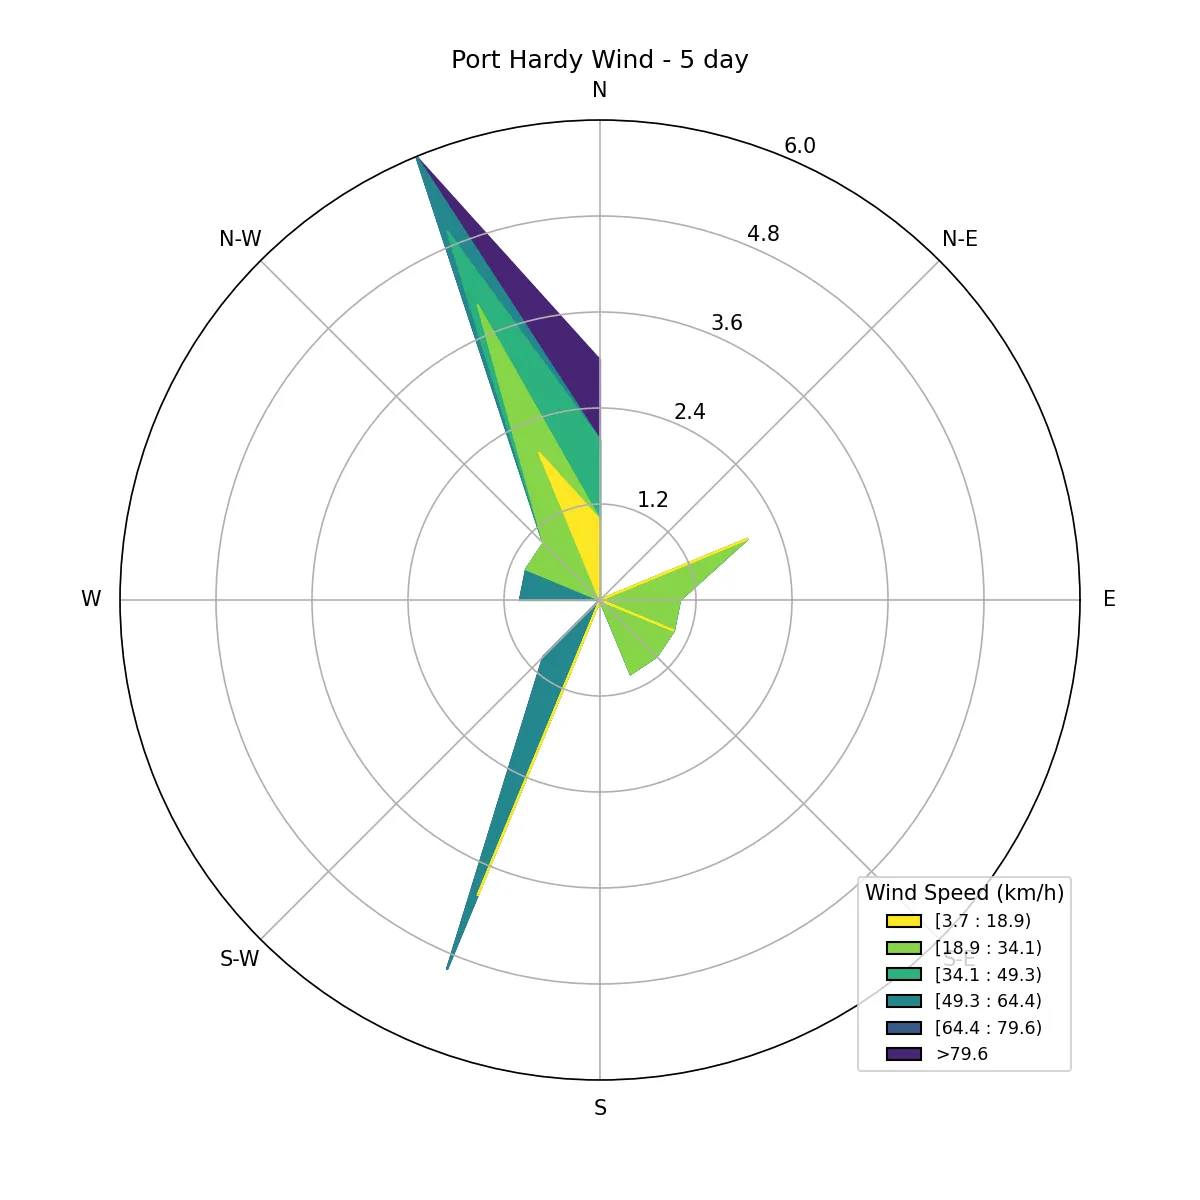 Port Hardy Wind - 5 day
N
6.0
N-W
N-E
4.8
3.6
2.4
1.2
W
E
S-W
S-E
S
Wind Speed (km/h)
[3.7 : 18.9)
[18.9 : 34.1)
[34.1 : 49.3)
[49.3 : 64.4)
[64.4 : 79.6)
>79.6